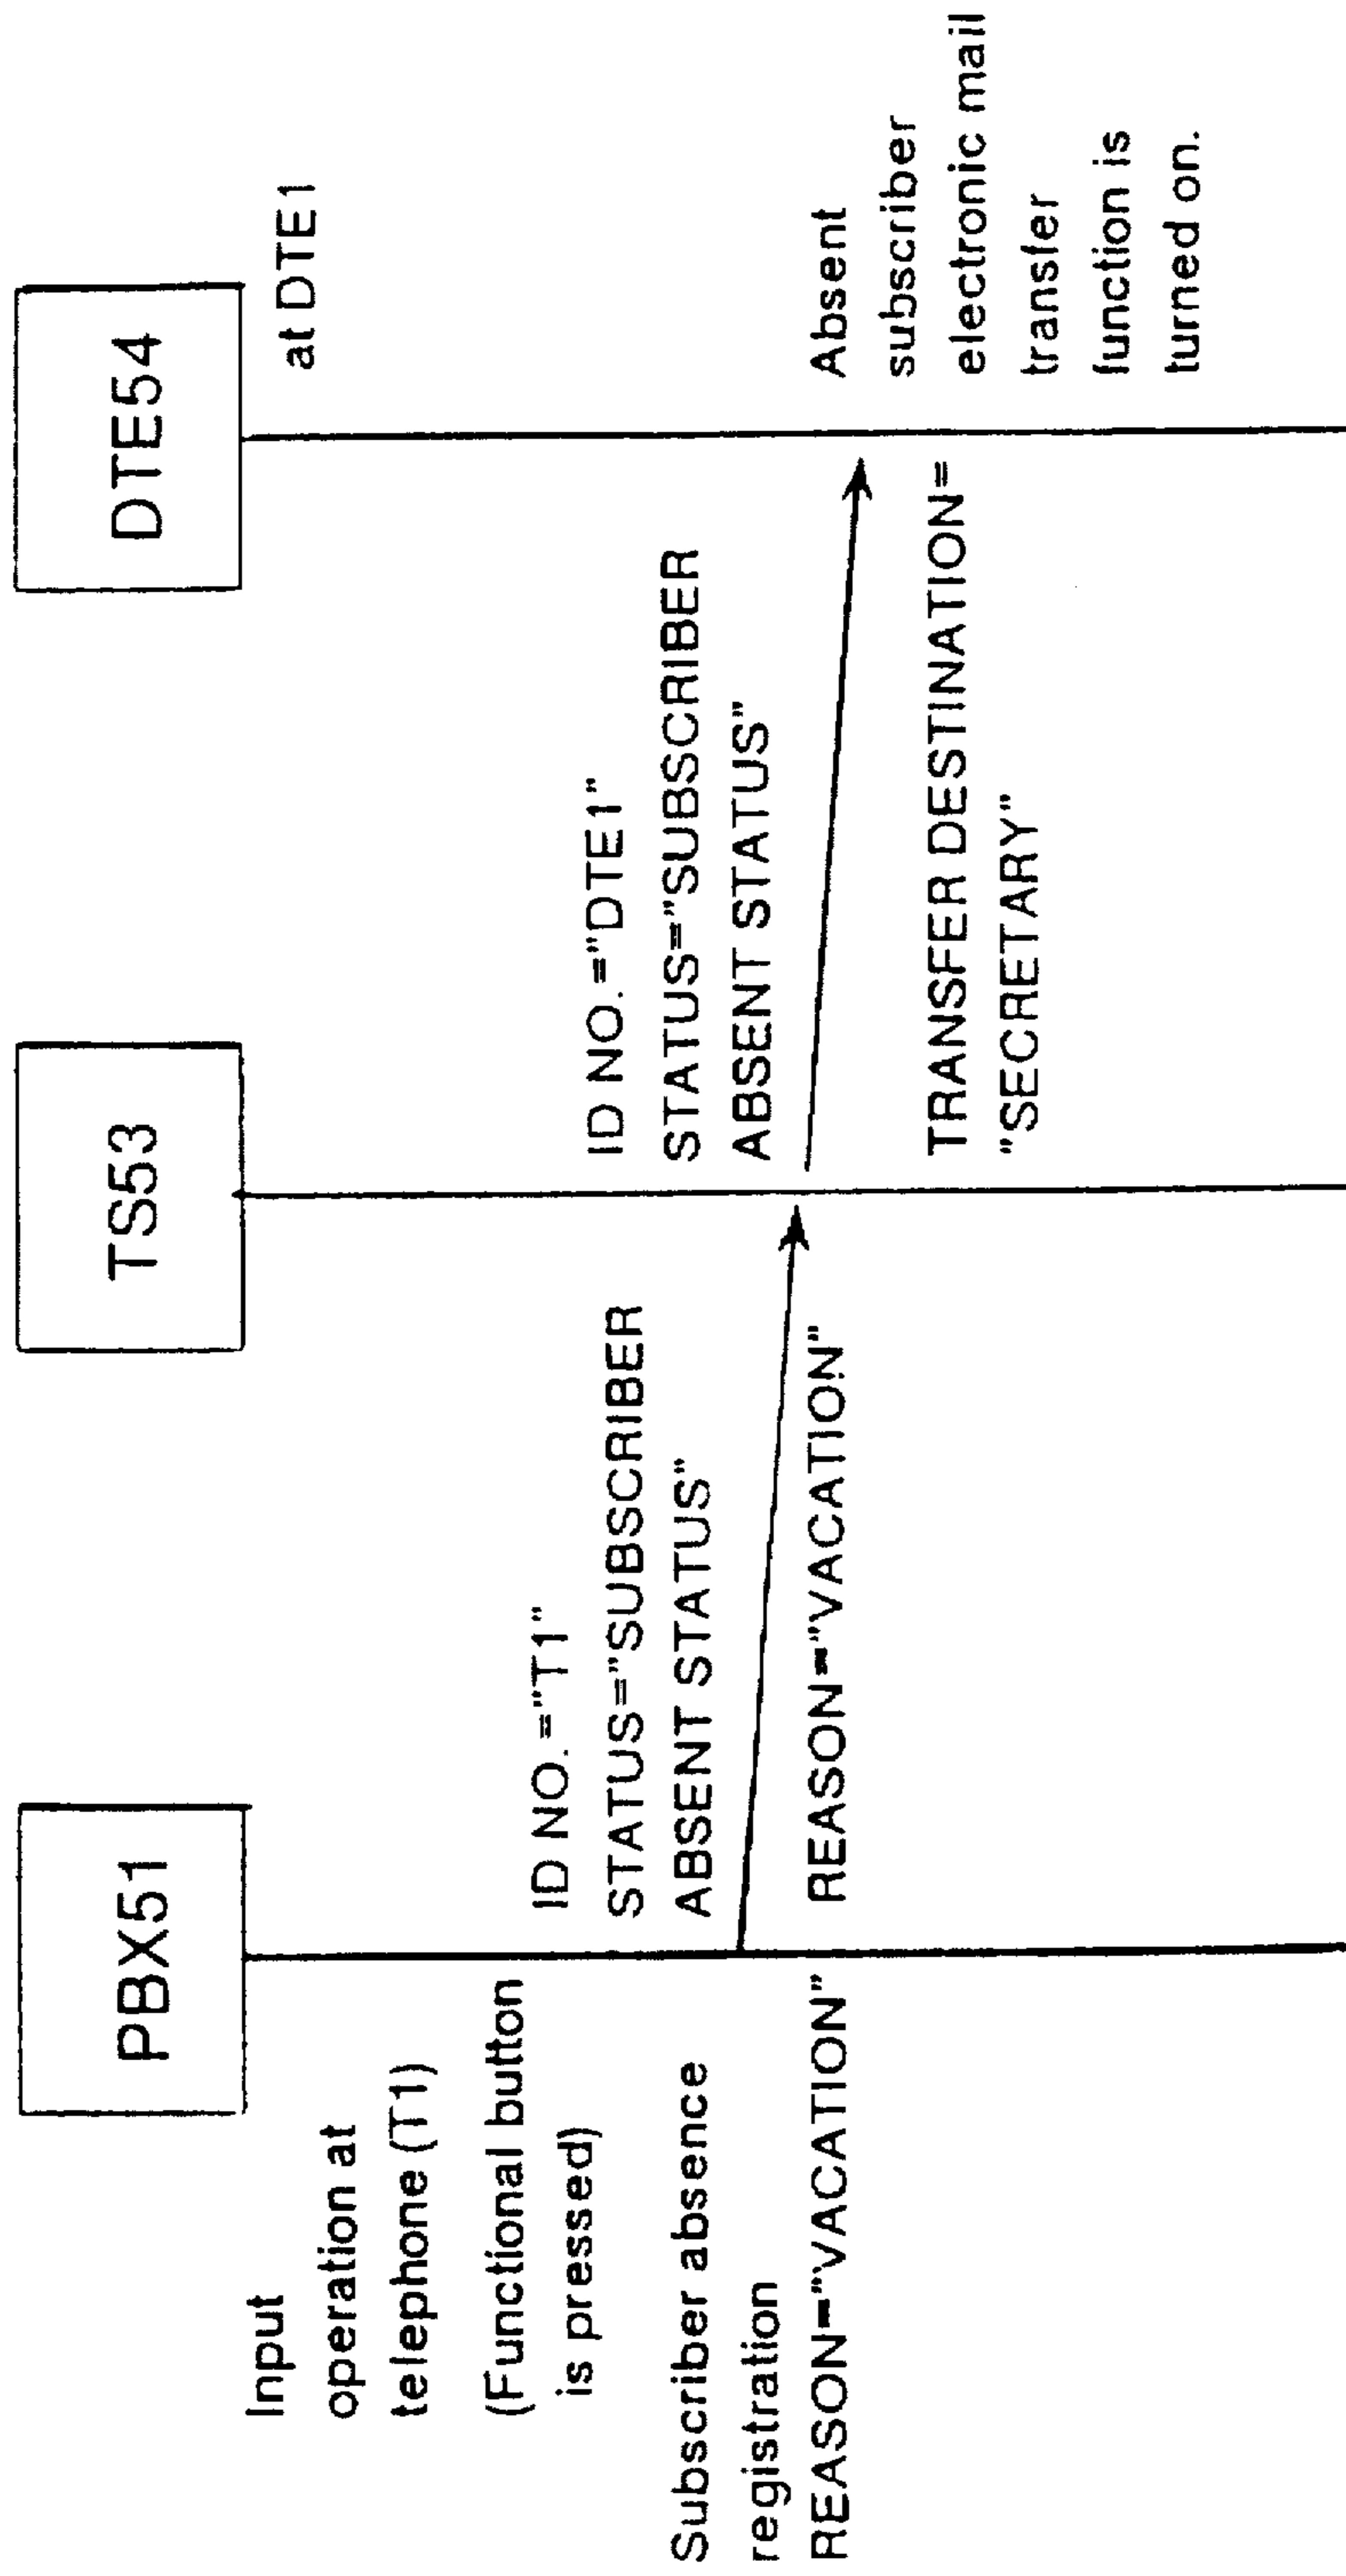 PBX51
TS53
DTE54
Input
operation at
telephone (T1)
(Functional button
is pressed)
Subscriber absence
registration
REASON="VACATION"
ID NO.="T1"
STATUS="SUBSCRIBER
ABSENT STATUS"
REASON="VACATION"
ID NO.="DTE1"
STATUS="SUBSCRIBER
ABSENT STATUS"
TRANSFER DESTINATION=
"SECRETARY"
at DTE1
Absent
subscriber
electronic mail
transfer
function is
turned on.